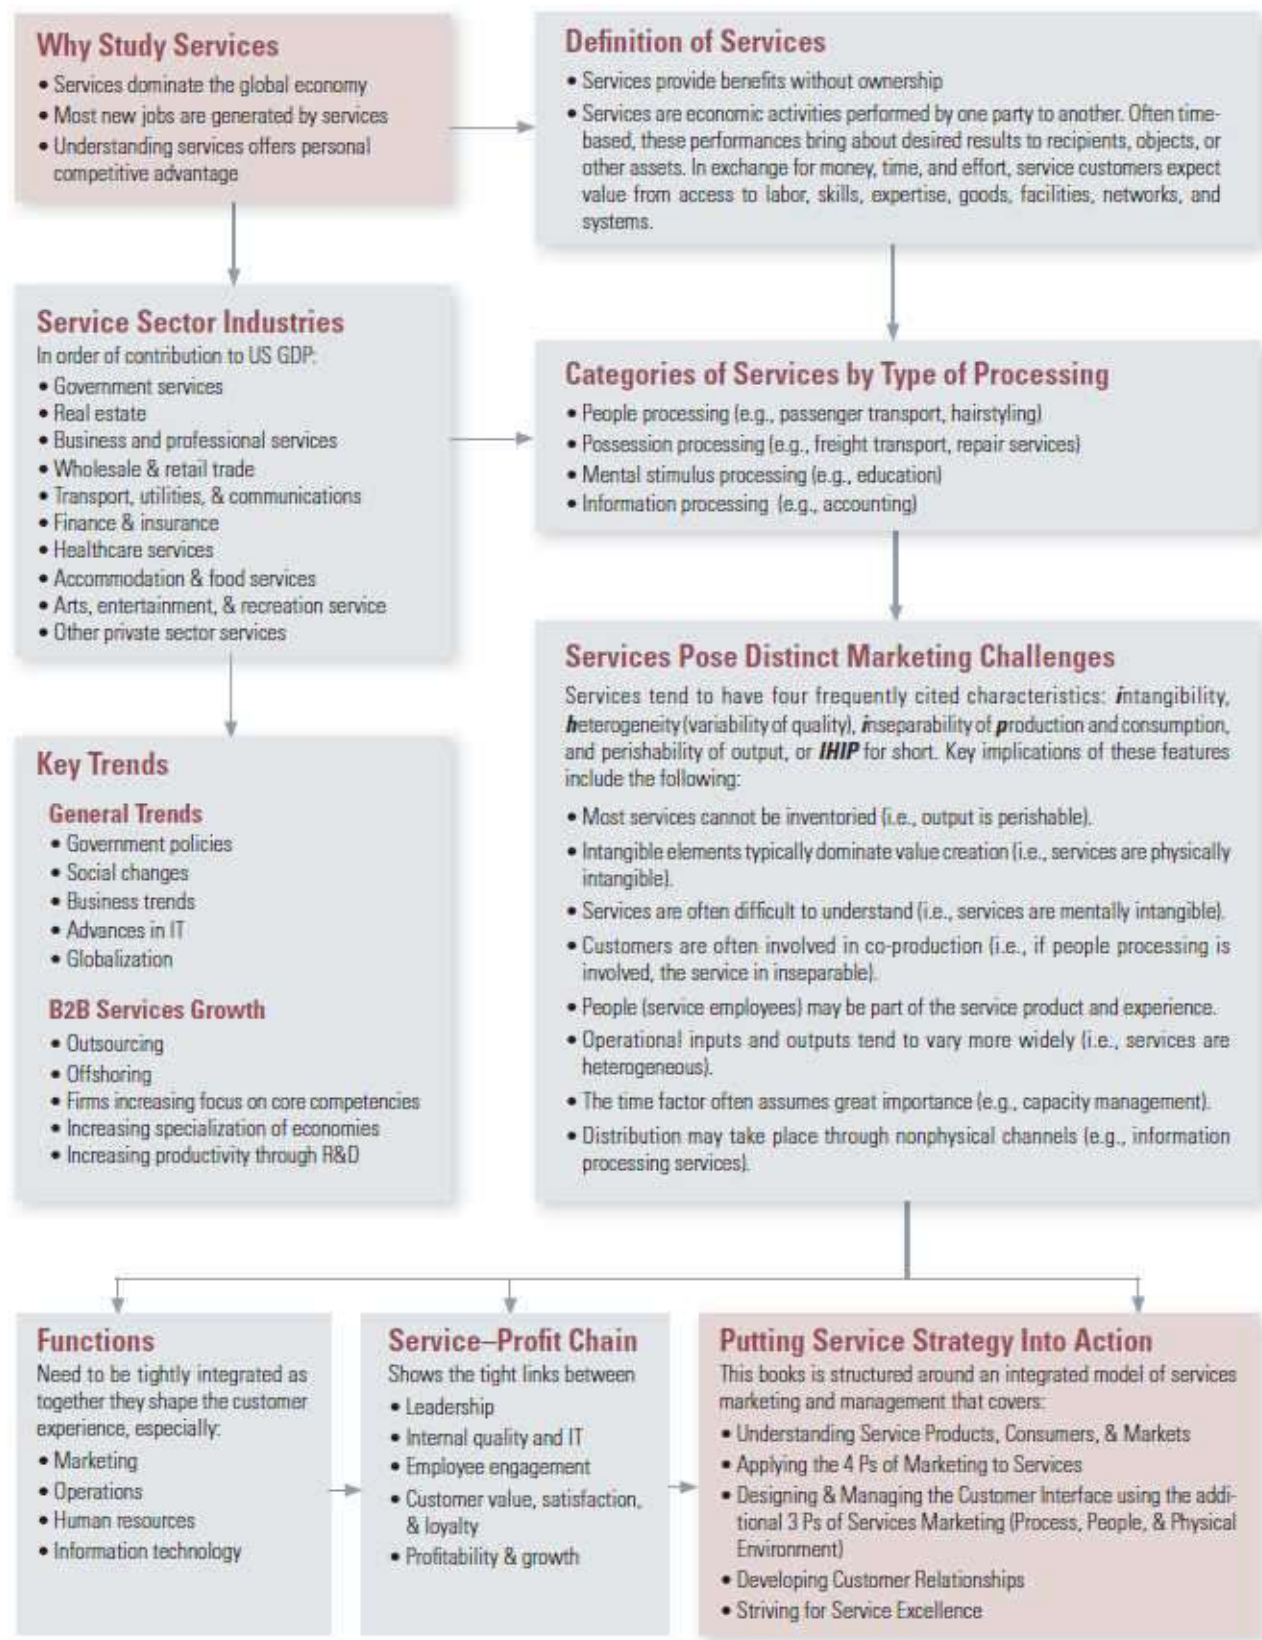 Why Study Services
• Services dominate the global economy
• Most new jobs are generated by services
• Understanding services offers personal
competitive advantage
Definition of Services
• Services provide benefits without ownership
• Services are economic activities performed by one party to another. Often time-
based, these performances bring about desired results to recipients, objects, or
other assets. In exchange for money, time, and effort, service customers expect
value from access to labor, skills, expertise, goods, facilities, networks, and
systems.
Service Sector Industries
In order of contribution to US GDP:
• Government services
• Real estate
• Business and professional services
• Wholesale & retail trade
• Transport, utilities, & communications
• Finance & insurance
• Healthcare services
• Accommodation & food services
• Arts, entertainment, & recreation service
• Other private sector services
Categories of Services by Type of Processing
• People processing (e.g., passenger transport, hairstyling)
• Possession processing (e.g., freight transport, repair services)
• Mental stimulus processing (e.g., education)
• Information processing (e.g., accounting)
Key Trends
General Trends
• Government policies
• Social changes
• Business trends
• Advances in IT
• Globalization
B2B Services Growth
• Outsourcing
• Offshoring
• Firms increasing focus on core competencies
• Increasing specialization of economies
• Increasing productivity through R&D
Services Pose Distinct Marketing Challenges
Services tend to have four frequently cited characteristics: intangibility,
heterogeneity (variability of quality), inseparability of production and consumption,
and perishability of output, or IHIP for short. Key implications of these features
include the following:
• Most services cannot be inventoried (i.e., output is perishable).
• Intangible elements typically dominate value creation (i.e., services are physically
intangible).
• Services are often difficult to understand (i.e., services are mentally intangible).
• Customers are often involved in co-production (i.e., if people processing is
involved, the service in inseparable).
• People (service employees) may be part of the service product and experience.
• Operational inputs and outputs tend to vary more widely (i.e., services are
heterogeneous).
• The time factor often assumes great importance (e.g., capacity management).
• Distribution may take place through nonphysical channels (e.g., information
processing services).
Functions
Need to be tightly integrated as
together they shape the customer
experience, especially:
• Marketing
• Operations
• Human resources
• Information technology
Service–Profit Chain
Shows the tight links between
• Leadership
• Internal quality and IT
• Employee engagement
• Customer value, satisfaction,
& loyalty
• Profitability & growth
Putting Service Strategy Into Action
This books is structured around an integrated model of services
marketing and management that covers:
• Understanding Service Products, Consumers, & Markets
• Applying the 4 Ps of Marketing to Services
• Designing & Managing the Customer Interface using the addi-
tional 3 Ps of Services Marketing (Process, People, & Physical
Environment)
• Developing Customer Relationships
• Striving for Service Excellence